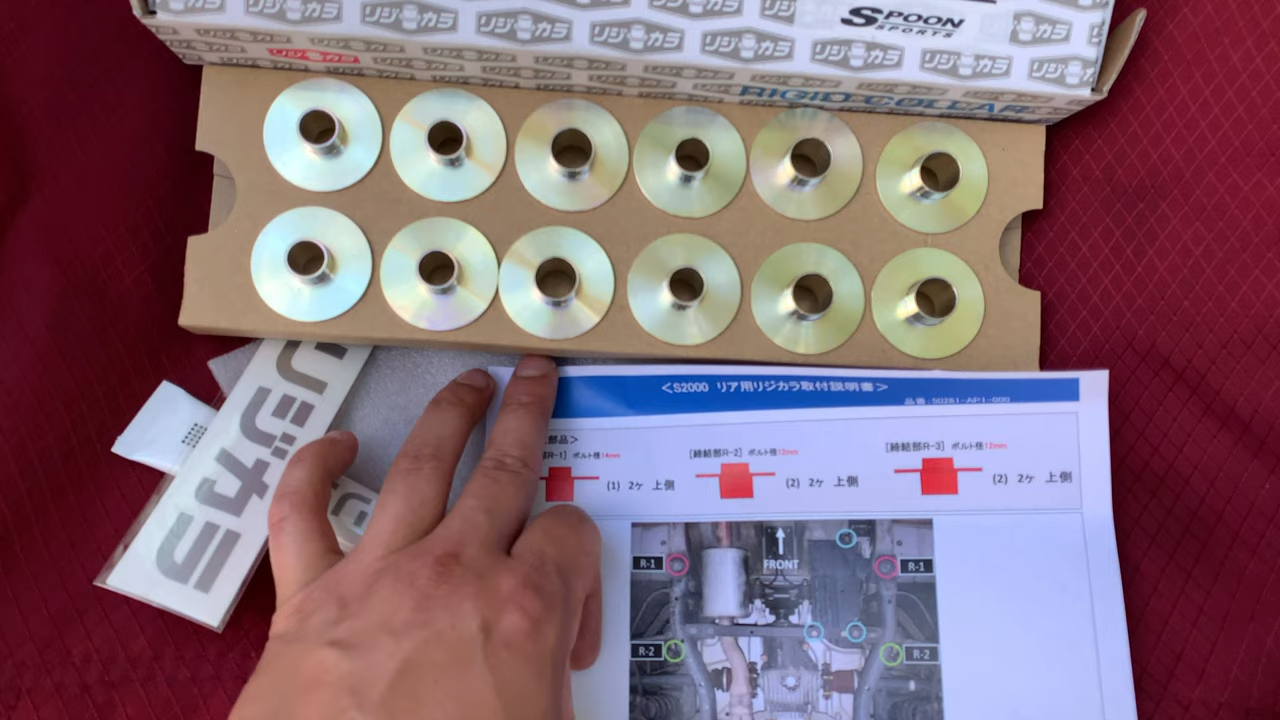 リジカラ
SPOON
SPORTS
RIGID COLLAR
リジカラ
<S2000 リア用リジカラ取付説明書>
品番:50261-AP1-000
部品>
部R-1] ボルト径14mm
[締結部R-2] ボルト径12mm
[締結部R-3] ボルト径12mm
(1) 2ケ 上側
(2) 2ケ 上側
(2) 2ケ 上側
FRONT
R-1
R-1
R-2
R-2